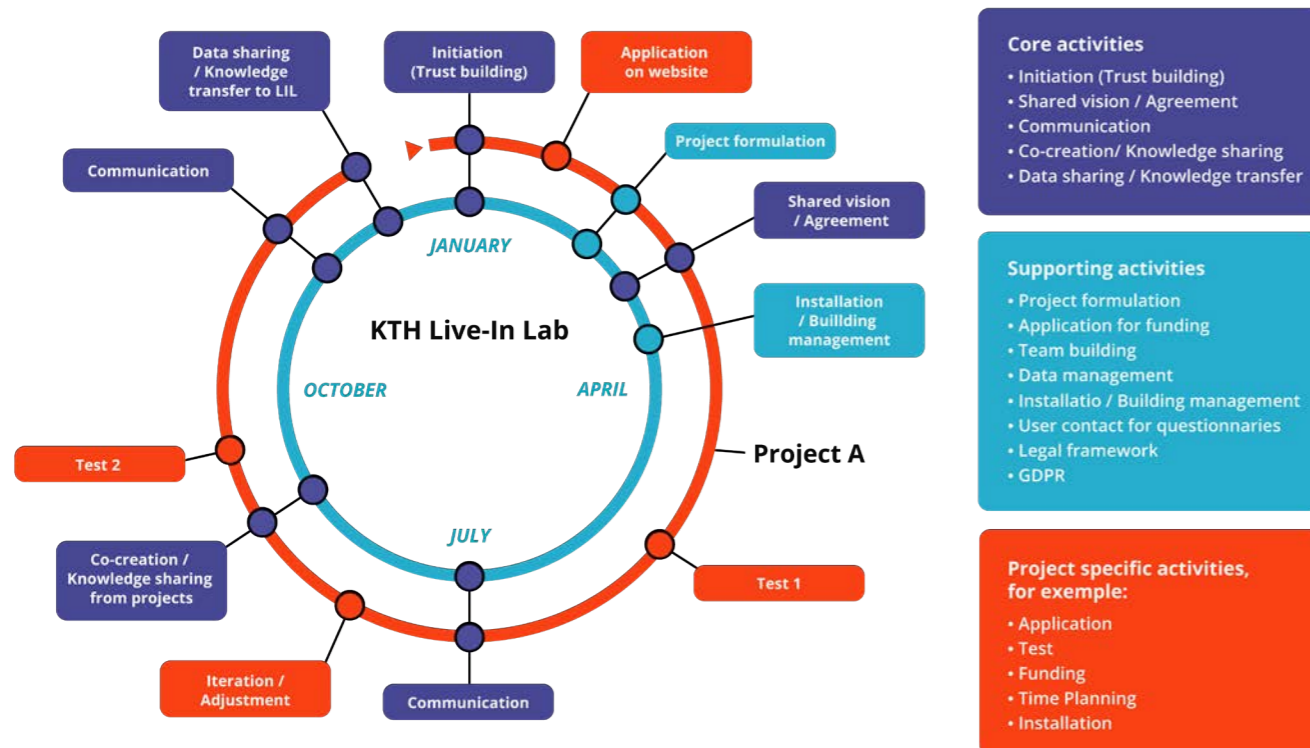 Data sharing
/ Knowledge
transfer to LIL
Initiation
(Trust building)
Application
on website
Project formulation
Communication
Shared vision
/ Agreement
JANUARY
Installation
/ Buillding
management
KTH Live-In Lab
OCTOBER
APRIL
Project A
Test 2
JULY
Co-creation /
Knowledge sharing
from projects
Test 1
Iteration /
Adjustment
Communication
Core activities
• Initiation (Trust building)
• Shared vision / Agreement
• Communication
• Co-creation/ Knowledge sharing
• Data sharing / Knowledge transfer
Supporting activities
• Project formulation
• Application for funding
• Team building
• Data management
• Installatio / Building management
• User contact for questionnaries
• Legal framework
• GDPR
Project specific activities,
for exemple:
• Application
• Test
• Funding
• Time Planning
• Installation